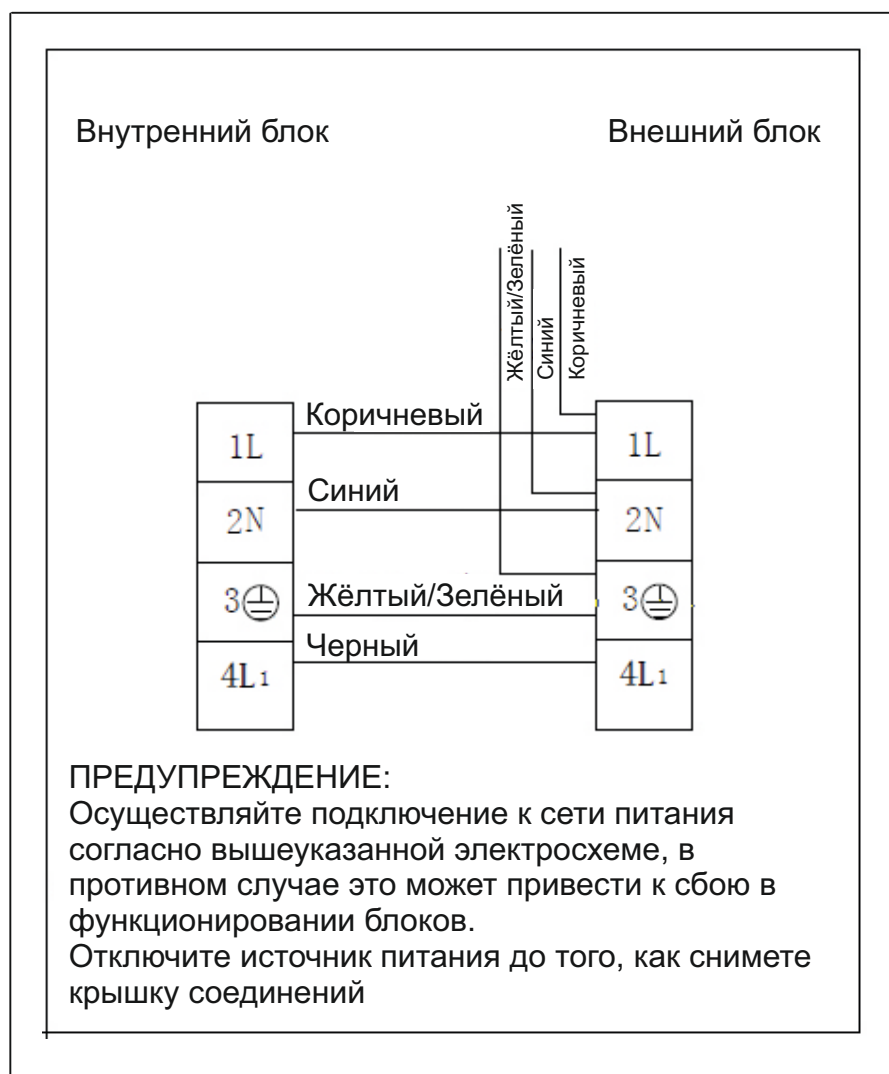 Внутренний блок
Внешний блок
Жёлтый/Зелёный
Синий
Коричневый
1L
2N
3
4L1
Коричневый
Синий
Жёлтый/Зелёный
Черный
1L
2N
3
4L1
ПРЕДУПРЕЖДЕНИЕ:
Осуществляйте подключение к сети питания
согласно вышеуказанной электросхеме, в
противном случае это может привести к сбою в
функционировании блоков.
Отключите источник питания до того, как снимете
крышку соединений